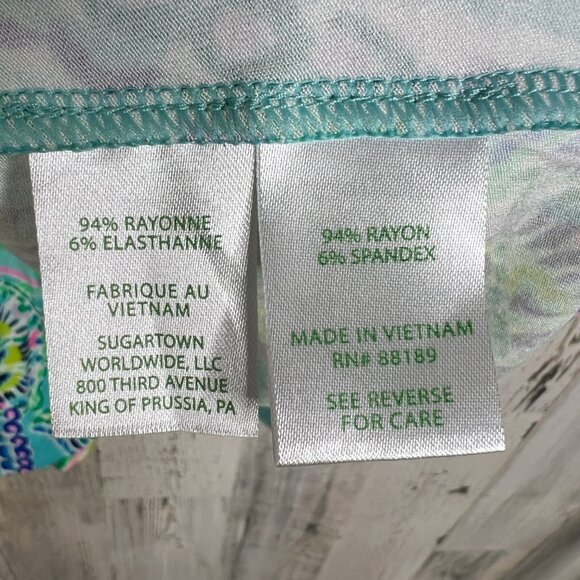 94% RAYONNE
6% ELASTHANNE
FABRIQUE AU
VIETNAM
SUGARTOWN
WORLDWIDE, LLC
800 THIRD AVENUE
KING OF PRUSSIA, PA
94% RAYON
6% SPANDEX
MADE IN VIETNAM
RN# 88189
SEE REVERSE
FOR CARE